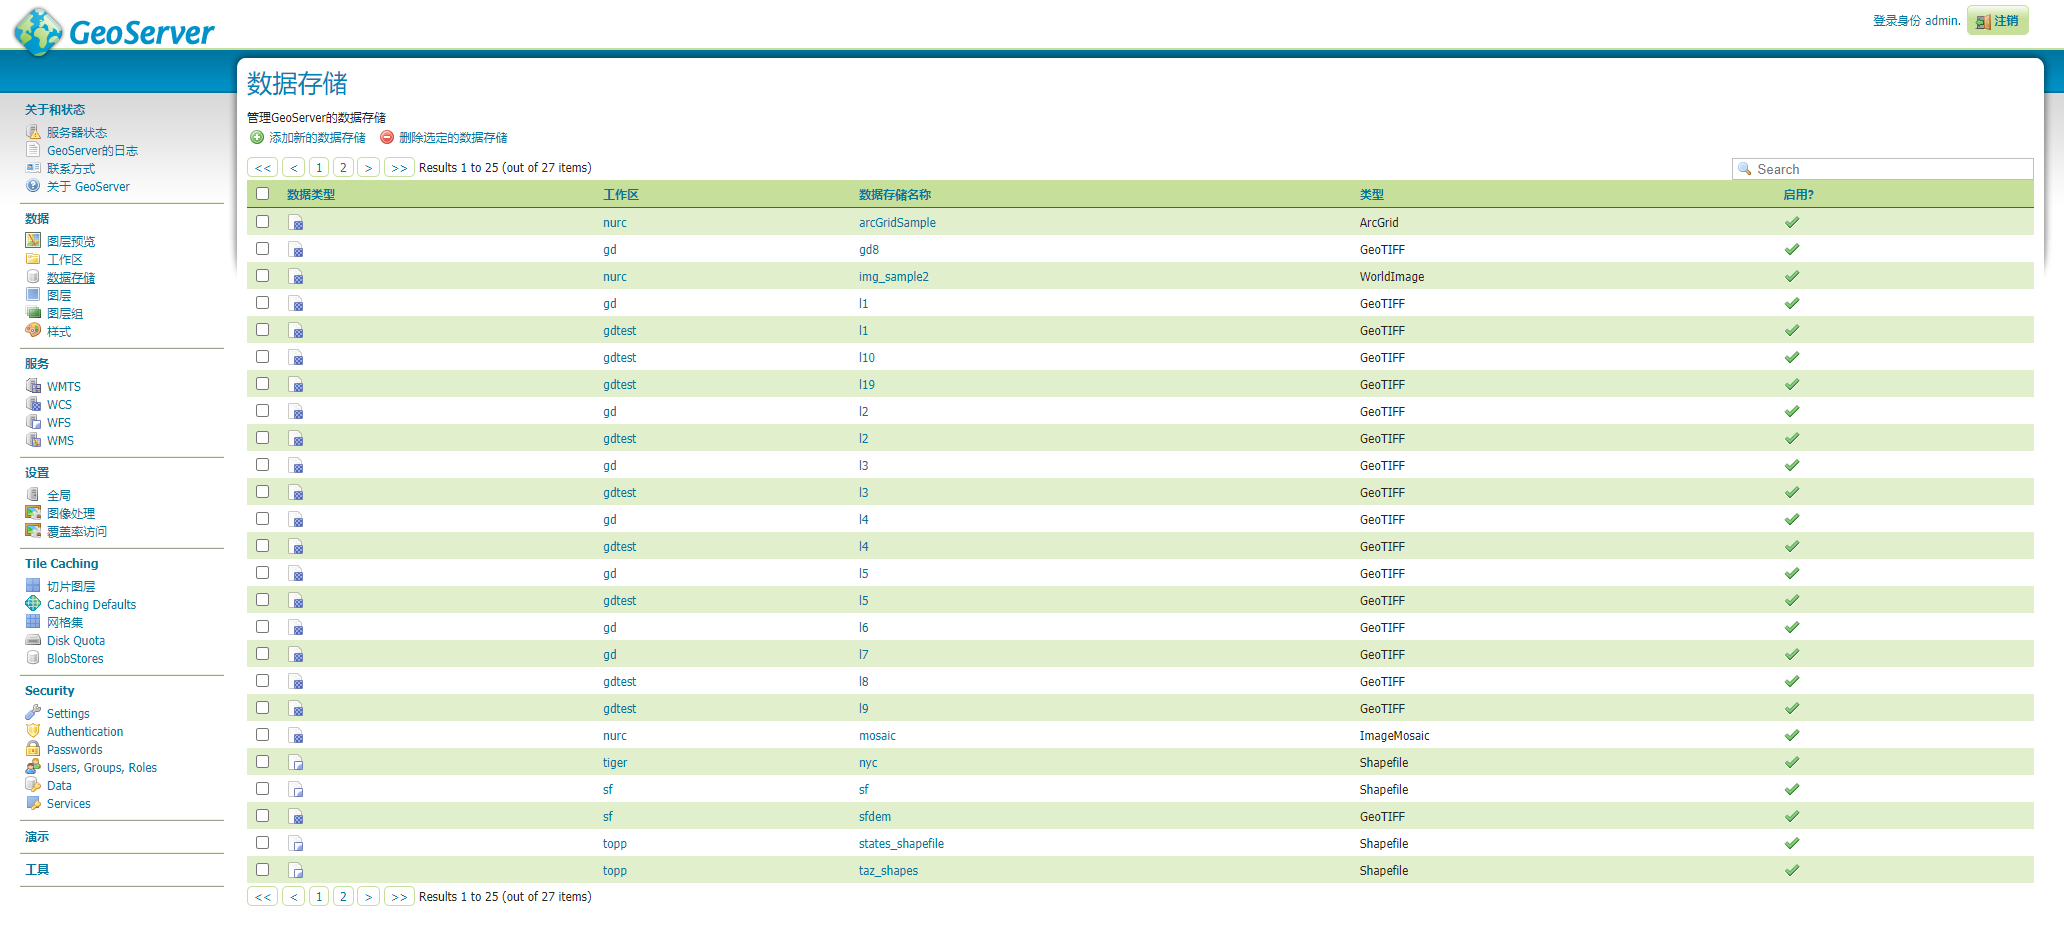 GeoServer
登录身份 admin.
注销
关于和状态
服务器状态
GeoServer的日志
联系方式
关于 GeoServer
数据
图层预览
工作区
数据存储
图层
图层组
样式
服务
WMTS
WCS
WFS
WMS
设置
全局
图像处理
覆盖率访问
Tile Caching
切片图层
Caching Defaults
网格集
Disk Quota
BlobStores
Security
Settings
Authentication
Passwords
Users, Groups, Roles
Data
Services
演示
工具
数据存储
管理GeoServer的数据存储
添加新的数据存储 删除选定的数据存储
<< < 1 2 > >> Results 1 to 25 (out of 27 items) Search
数据类型 工作区 数据存储名称 类型 启用?
nurc arcGridSample ArcGrid
gd gd8 GeoTIFF
nurc img_sample2 WorldImage
gd l1 GeoTIFF
gdtest l1 GeoTIFF
gdtest l10 GeoTIFF
gdtest l19 GeoTIFF
gd l2 GeoTIFF
gdtest l2 GeoTIFF
gd l3 GeoTIFF
gdtest l3 GeoTIFF
gd l4 GeoTIFF
gdtest l4 GeoTIFF
gd l5 GeoTIFF
gdtest l5 GeoTIFF
gd l6 GeoTIFF
gd l7 GeoTIFF
gdtest l8 GeoTIFF
gdtest l9 GeoTIFF
nurc mosaic ImageMosaic
tiger nyc Shapefile
sf sf Shapefile
sf sfdem GeoTIFF
topp states_shapefile Shapefile
topp taz_shapes Shapefile
<< < 1 2 > >> Results 1 to 25 (out of 27 items)